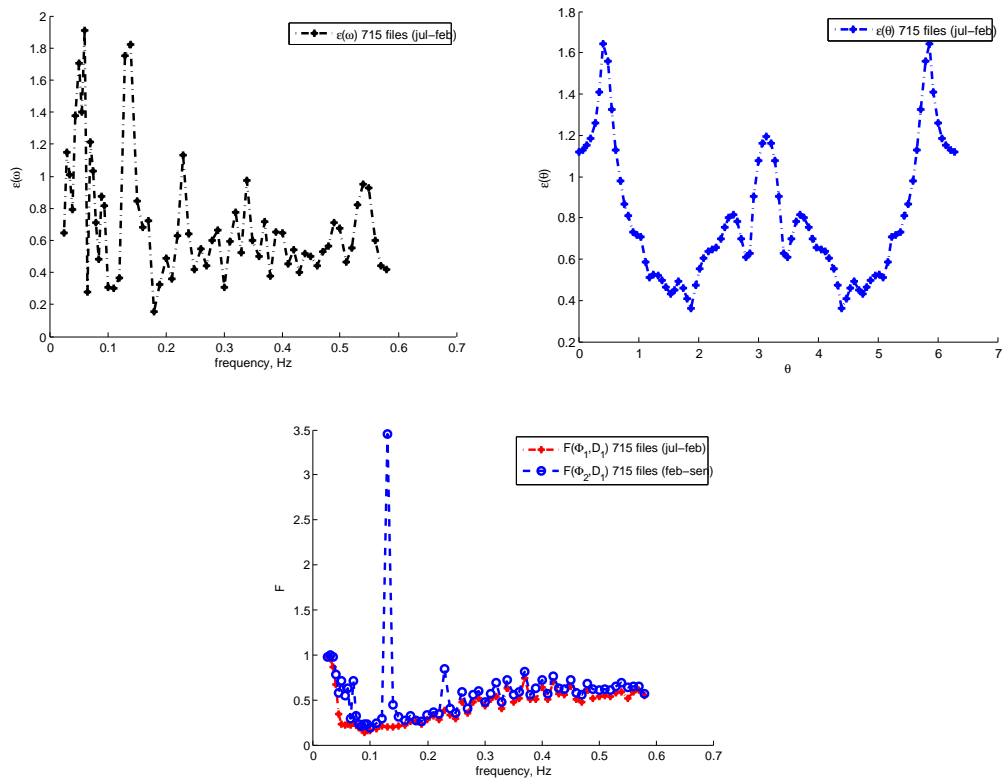 2
1.8
1.6
1.4
1.2
1
0.8
0.6
0.4
0.2
0
ε(ω)
0 0.1 0.2 0.3 0.4 0.5 0.6 0.7
frequency, Hz
ε(ω) 715 files (jul−feb)
1.8
1.6
1.4
1.2
1
0.8
0.6
0.4
0.2
ε(θ)
0 1 2 3 4 5 6 7
θ
ε(θ) 715 files (jul−feb)
3.5
3
2.5
2
1.5
1
0.5
0
F
0 0.1 0.2 0.3 0.4 0.5 0.6 0.7
frequency, Hz
F(Φ₁,D₁) 715 files (jul−feb)
F(Φ₂,D₁) 715 files (feb−sen)